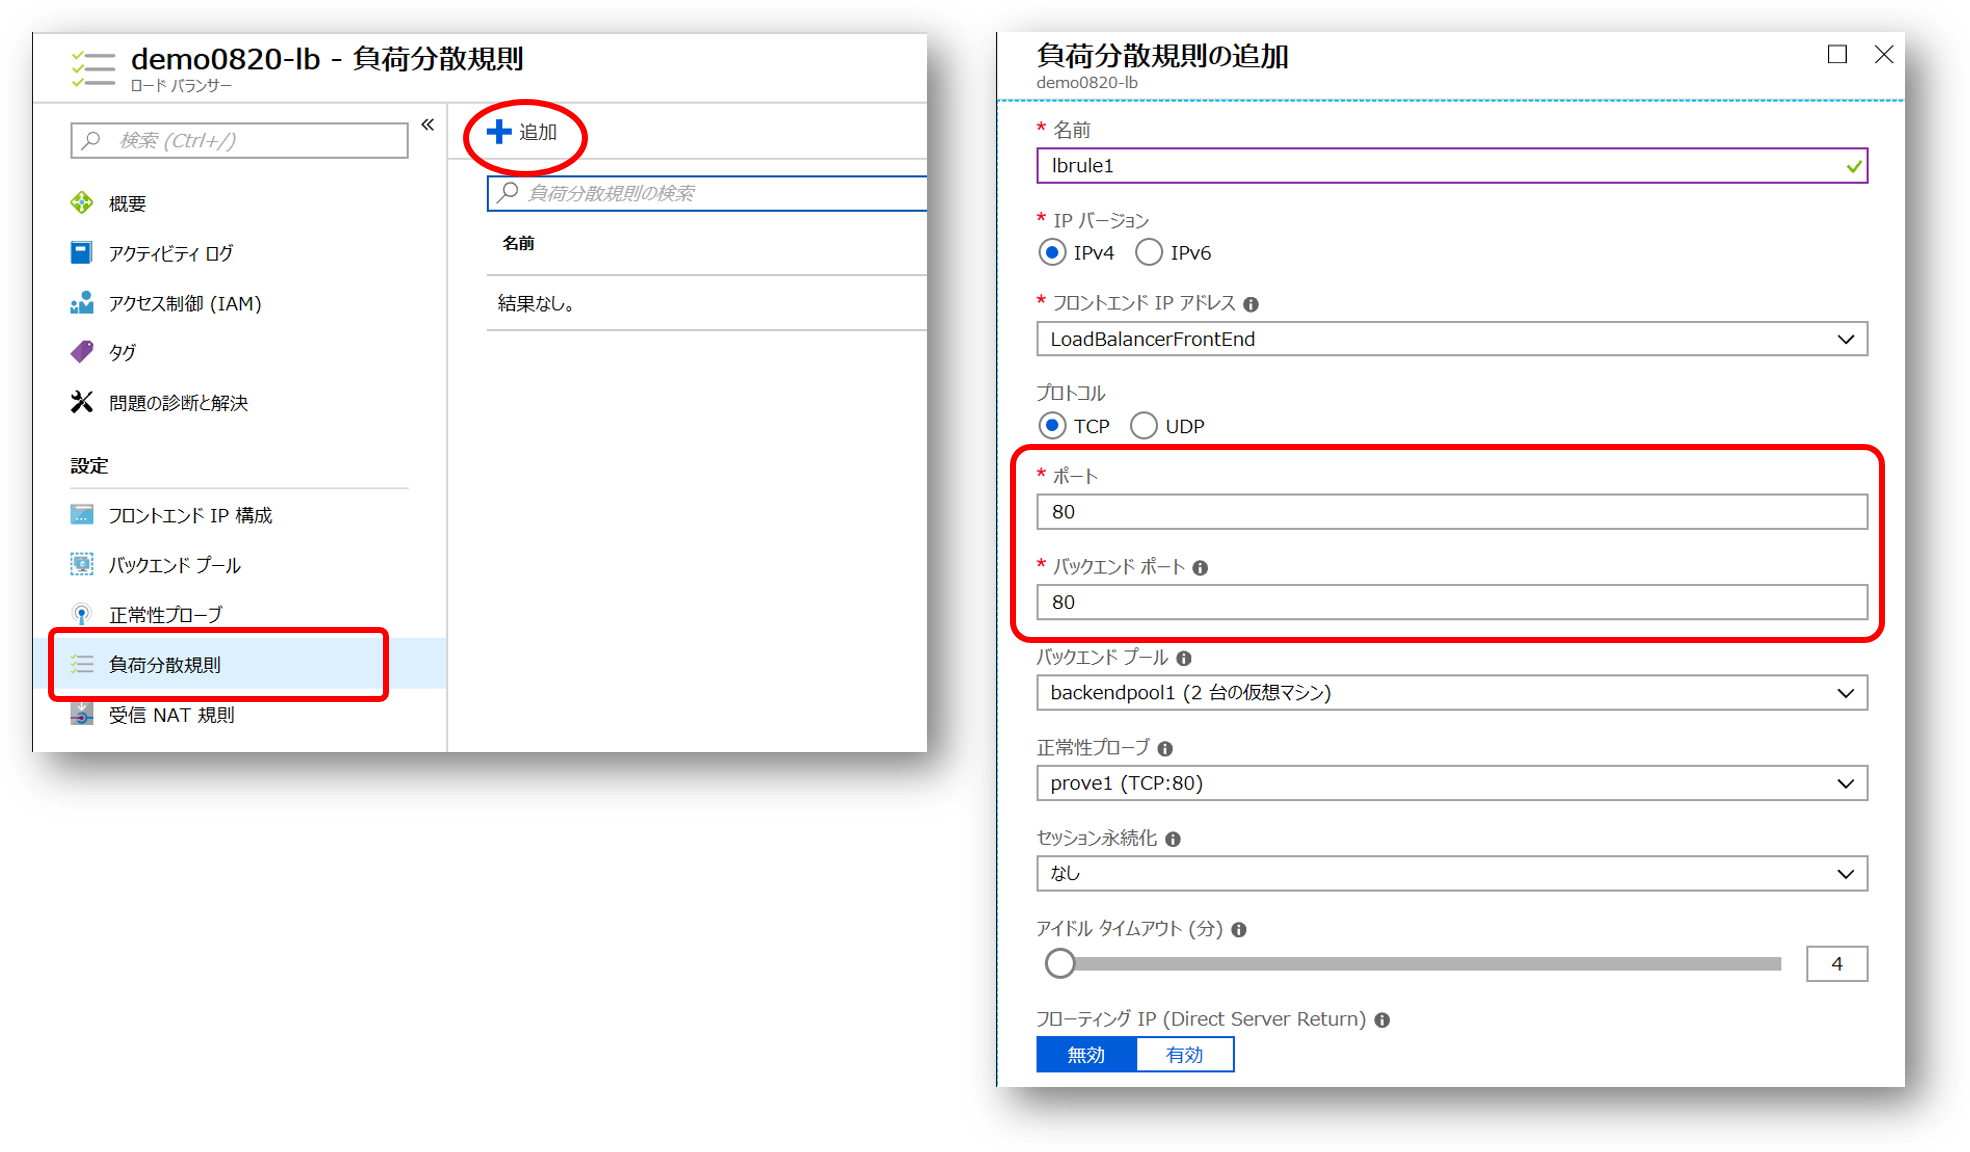 demo0820-lb - 負荷分散規則
ロード バランサー
検索 (Ctrl+/)
«
概要
アクティビティ ログ
アクセス制御 (IAM)
タグ
問題の診断と解決
設定
フロントエンド IP 構成
バックエンド プール
正常性プローブ
負荷分散規則
受信 NAT 規則
追加
負荷分散規則の検索
名前
結果なし。
負荷分散規則の追加
demo0820-lb
* 名前
lbrule1
* IP バージョン
IPv4 IPv6
* フロントエンド IP アドレス
LoadBalancerFrontEnd
プロトコル
TCP UDP
* ポート
80
* バックエンド ポート
80
バックエンド プール
backendpool1 (2 台の仮想マシン)
正常性プローブ
prove1 (TCP:80)
セッション永続化
なし
アイドル タイムアウト (分)
4
フローティング IP (Direct Server Return)
無効 有効